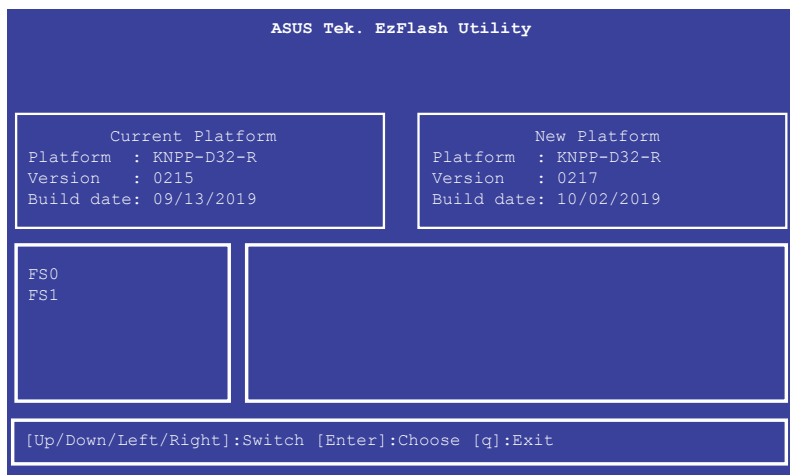 ASUS Tek. EzFlash Utility
Current Platform
Platform : KNPP-D32-R
Version : 0215
Build date: 09/13/2019
New Platform
Platform : KNPP-D32-R
Version : 0217
Build date: 10/02/2019
FS0
FS1
[Up/Down/Left/Right]:Switch [Enter]:Choose [q]:Exit